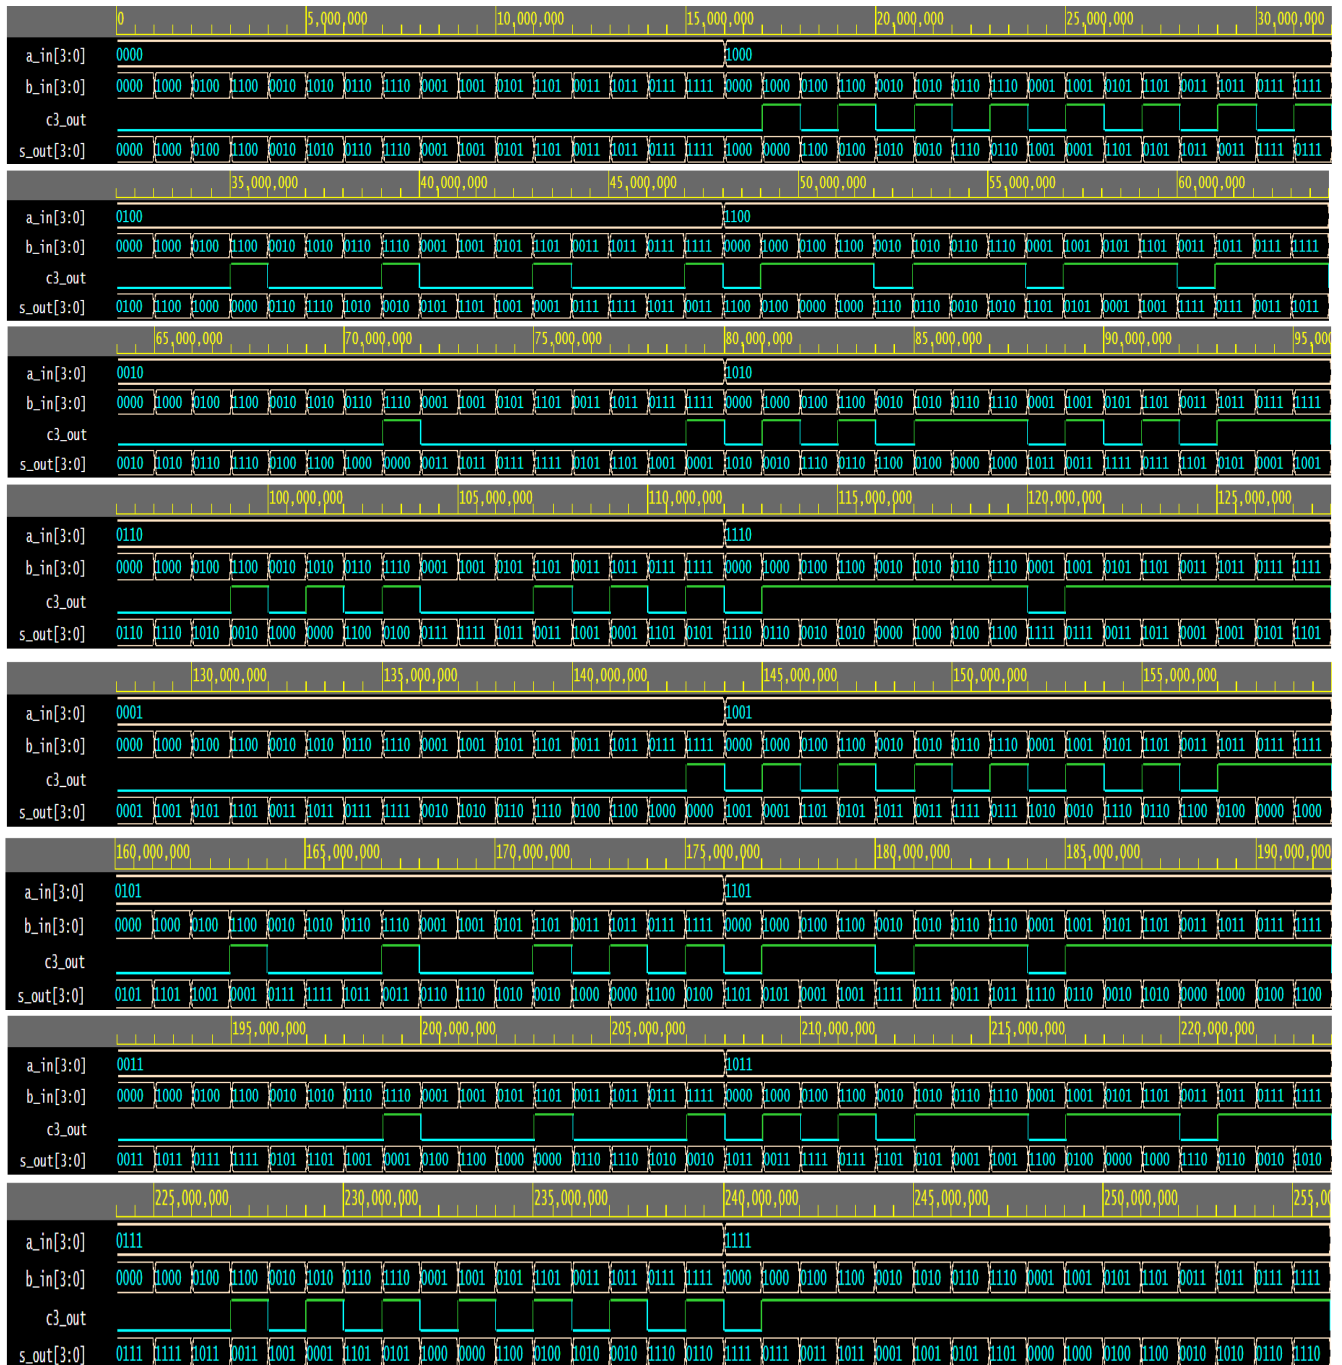 0 5,000,000 10,000,000 15,000,000 20,000,000 25,000,000 30,000,000
a_in[3:0] 0000 1000
b_in[3:0] 0000 1000 0100 1100 0010 1010 0110 1110 0001 1001 0101 1101 0011 1011 0111 1111 0000 1000 0100 1100 0010 1010 0110 1110 0001 1001 0101 1101 0011 1011 0111 1111
c3_out
s_out[3:0] 0000 1000 0100 1100 0010 1010 0110 1110 0001 1001 0101 1101 0011 1011 0111 1111 1000 0000 1100 0100 1010 0010 1110 0110 1001 0001 1101 0101 1011 0011 1111 0111
35,000,000 40,000,000 45,000,000 50,000,000 55,000,000 60,000,000
a_in[3:0] 0100 1100
b_in[3:0] 0000 1000 0100 1100 0010 1010 0110 1110 0001 1001 0101 1101 0011 1011 0111 1111 0000 1000 0100 1100 0010 1010 0110 1110 0001 1001 0101 1101 0011 1011 0111 1111
c3_out
s_out[3:0] 0100 1100 1000 0000 0110 1110 1010 0010 0101 1101 1001 0001 0111 1111 1011 0011 1100 0100 0000 1000 1110 0110 0010 1010 1101 0101 0001 1001 1111 0111 0011 1011
65,000,000 70,000,000 75,000,000 80,000,000 85,000,000 90,000,000 95,000
a_in[3:0] 0010 1010
b_in[3:0] 0000 1000 0100 1100 0010 1010 0110 1110 0001 1001 0101 1101 0011 1011 0111 1111 0000 1000 0100 1100 0010 1010 0110 1110 0001 1001 0101 1101 0011 1011 0111 1111
c3_out
s_out[3:0] 0010 1010 0110 1110 0100 1100 1000 0000 0011 1011 0111 1111 0101 1101 1001 0001 1010 0010 1110 0110 1100 0100 0000 1000 1011 0011 1111 0111 1101 0101 0001 1001
100,000,000 105,000,000 110,000,000 115,000,000 120,000,000 125,000,000
a_in[3:0] 0110 1110
b_in[3:0] 0000 1000 0100 1100 0010 1010 0110 1110 0001 1001 0101 1101 0011 1011 0111 1111 0000 1000 0100 1100 0010 1010 0110 1110 0001 1001 0101 1101 0011 1011 0111 1111
c3_out
s_out[3:0] 0110 1110 1010 0010 1000 0000 1100 0100 0111 1111 1011 0011 1001 0001 1101 0101 1110 0110 0010 1010 0000 1000 0100 1100 1111 0111 0011 1011 0001 1001 0101 1101
130,000,000 135,000,000 140,000,000 145,000,000 150,000,000 155,000,000
a_in[3:0] 0001 1001
b_in[3:0] 0000 1000 0100 1100 0010 1010 0110 1110 0001 1001 0101 1101 0011 1011 0111 1111 0000 1000 0100 1100 0010 1010 0110 1110 0001 1001 0101 1101 0011 1011 0111 1111
c3_out
s_out[3:0] 0001 1001 0101 1101 0011 1011 0111 1111 0010 1010 0110 1110 0100 1100 1000 0000 1001 0001 1101 0101 1011 0011 1111 0111 1010 0010 1110 0110 1100 0100 0000 1000
160,000,000 165,000,000 170,000,000 175,000,000 180,000,000 185,000,000 190,000,000
a_in[3:0] 0101 1101
b_in[3:0] 0000 1000 0100 1100 0010 1010 0110 1110 0001 1001 0101 1101 0011 1011 0111 1111 0000 1000 0100 1100 0010 1010 0110 1110 0001 1001 0101 1101 0011 1011 0111 1111
c3_out
s_out[3:0] 0101 1101 1001 0001 0111 1111 1011 0011 0110 1110 1010 0010 1000 0000 1100 0100 1101 0101 0001 1001 1111 0111 0011 1011 1110 0110 0010 1010 0000 1000 0100 1100
195,000,000 200,000,000 205,000,000 210,000,000 215,000,000 220,000,000
a_in[3:0] 0011 1011
b_in[3:0] 0000 1000 0100 1100 0010 1010 0110 1110 0001 1001 0101 1101 0011 1011 0111 1111 0000 1000 0100 1100 0010 1010 0110 1110 0001 1001 0101 1101 0011 1011 0111 1111
c3_out
s_out[3:0] 0011 1011 0111 1111 0101 1101 1001 0001 0100 1100 1000 0000 0110 1110 1010 0010 1011 0011 1111 0111 1101 0101 0001 1001 1100 0100 0000 1000 1110 0110 0010 1010
225,000,000 230,000,000 235,000,000 240,000,000 245,000,000 250,000,000 255,0
a_in[3:0] 0111 1111
b_in[3:0] 0000 1000 0100 1100 0010 1010 0110 1110 0001 1001 0101 1101 0011 1011 0111 1111 0000 1000 0100 1100 0010 1010 0110 1110 0001 1001 0101 1101 0011 1011 0111 1111
c3_out
s_out[3:0] 0111 1111 1011 0011 1001 0001 1101 0101 1000 0000 1100 0100 1010 0010 1110 0110 1111 0111 0011 1011 0001 1001 0101 1101 0000 1000 0100 1100 0010 1010 0110 1110